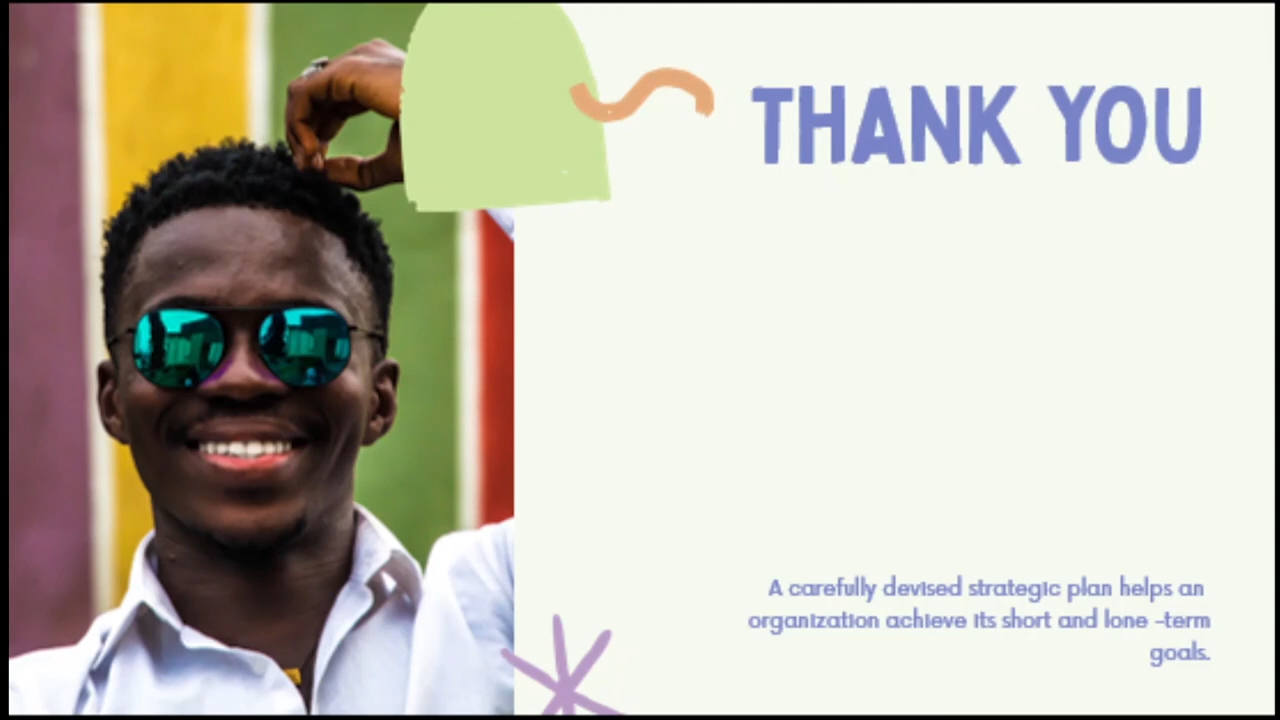 THANK YOU
A carefully devised strategic plan helps an
organization achieve its short and lone -term
goals.